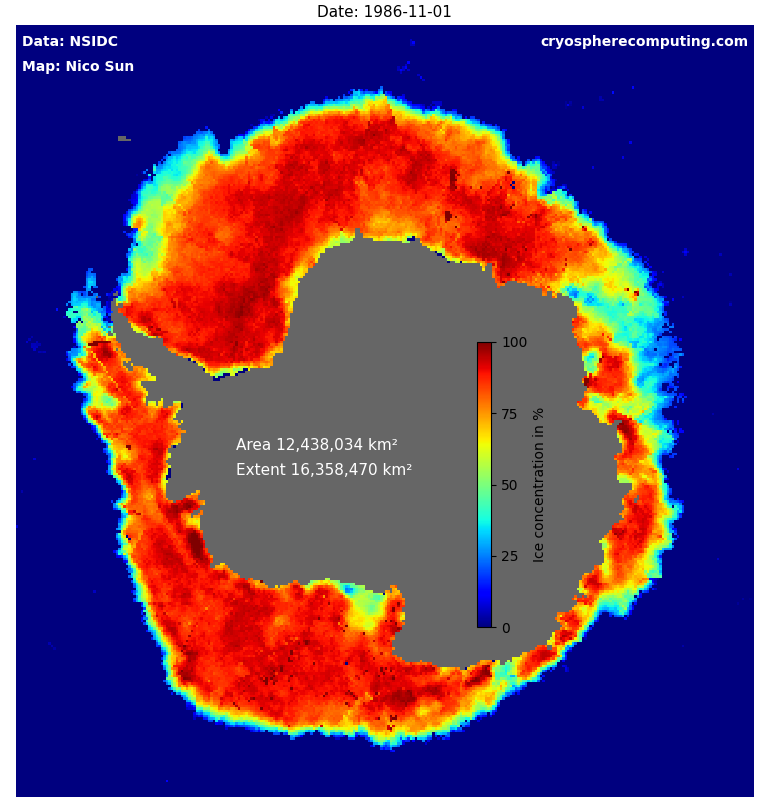 Date: 1986-11-01
Data: NSIDC
cryospherecomputing.com
Map: Nico Sun
100
75
50
25
0
Ice concentration in %
Area 12,438,034 km²
Extent 16,358,470 km²